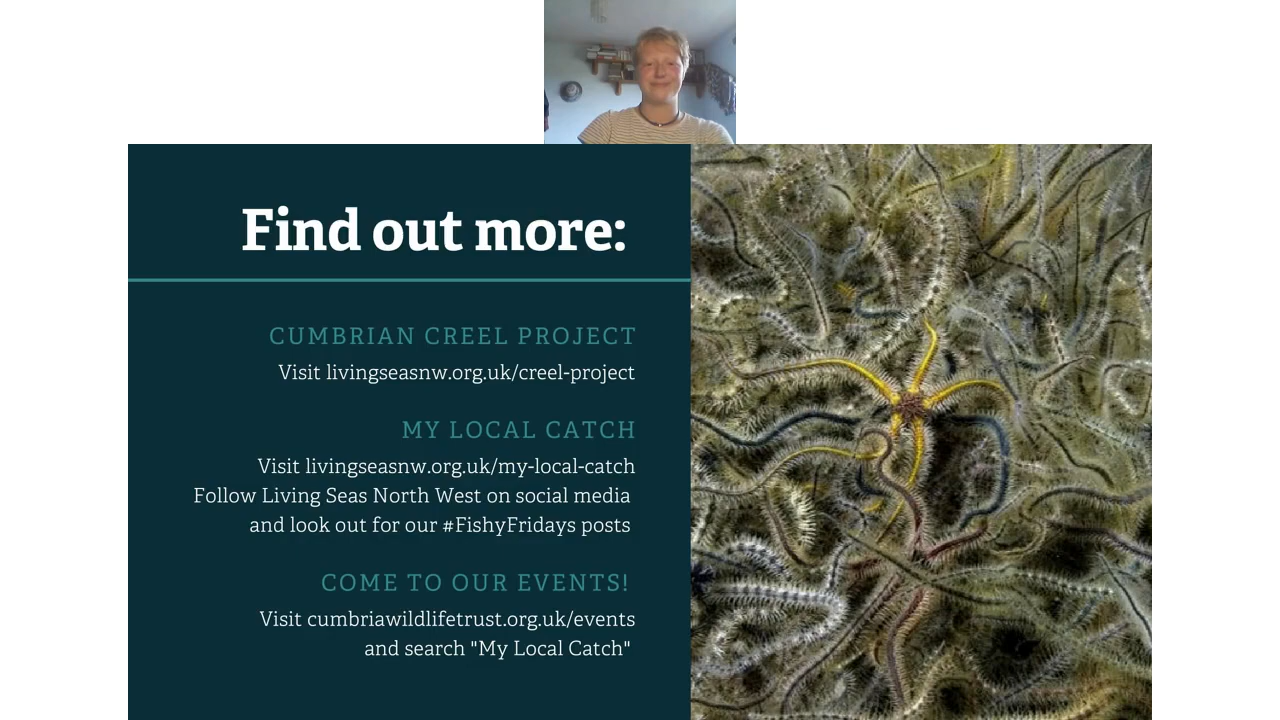 Find out more:
CUMBRIAN CREEL PROJECT
Visit livingseasnw.org.uk/creel-project
MY LOCAL CATCH
Visit livingseasnw.org.uk/my-local-catch
Follow Living Seas North West on social media
and look out for our #FishyFridays posts
COME TO OUR EVENTS!
Visit cumbriawildlifetrust.org.uk/events
and search "My Local Catch"